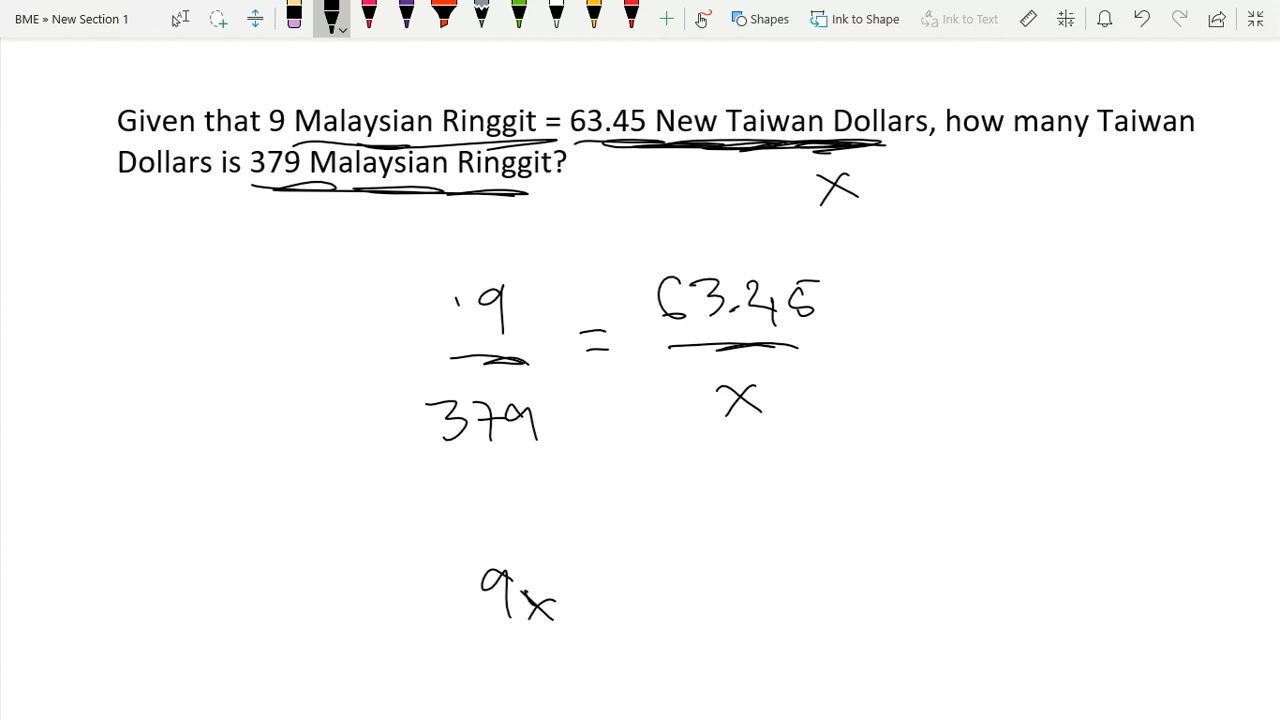 BME » New Section 1
Shapes
Ink to Shape
Ink to Text
Given that 9 Malaysian Ringgit = 63.45 New Taiwan Dollars, how many Taiwan
Dollars is 379 Malaysian Ringgit?
x
9 = 63.45
379 x
9x